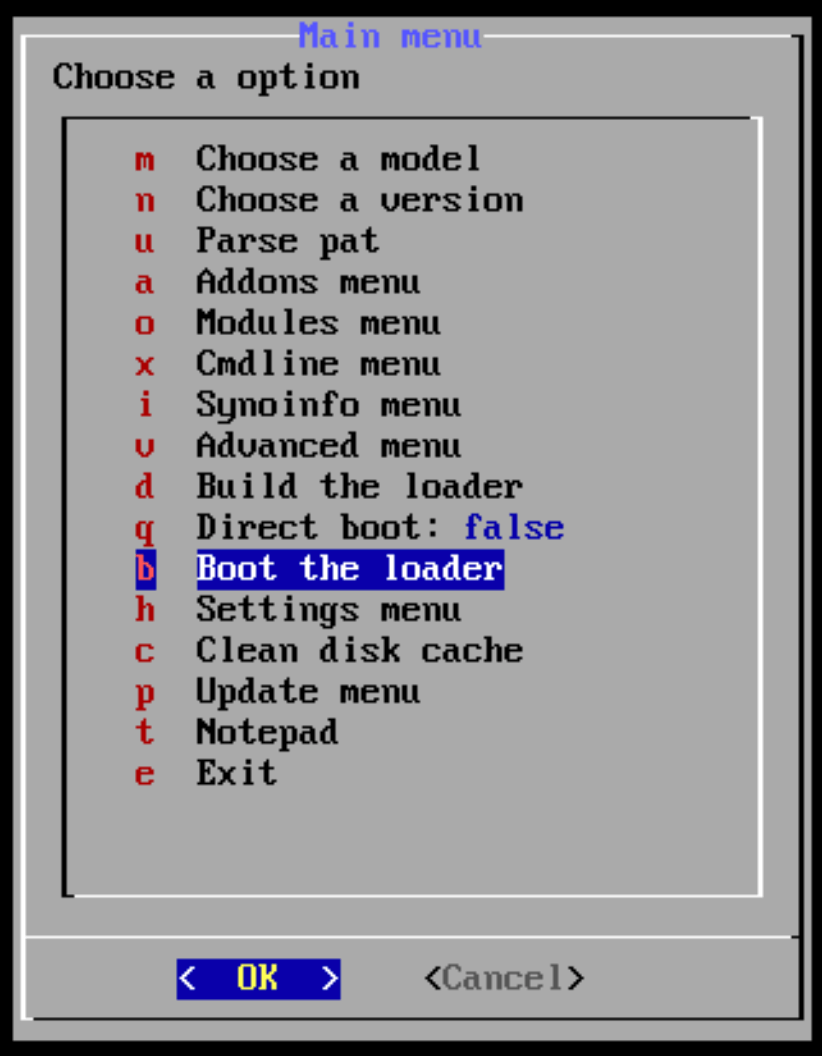 Main menu
Choose a option
m Choose a model
n Choose a version
u Parse pat
a Addons menu
o Modules menu
x Cmdline menu
i Synoinfo menu
v Advanced menu
d Build the loader
q Direct boot: false
b Boot the loader
h Settings menu
c Clean disk cache
p Update menu
t Notepad
e Exit
< OK > <Cancel>